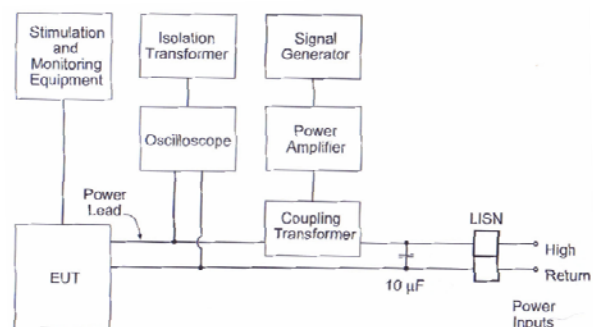 Stimulation
and
Monitoring
Equipment
Isolation
Transformer
Signal
Generator
Oscilloscope
Power
Amplifier
Power
Lead
Coupling
Transformer
LISN
High
EUT
Return
10 µF
Power
Inputs